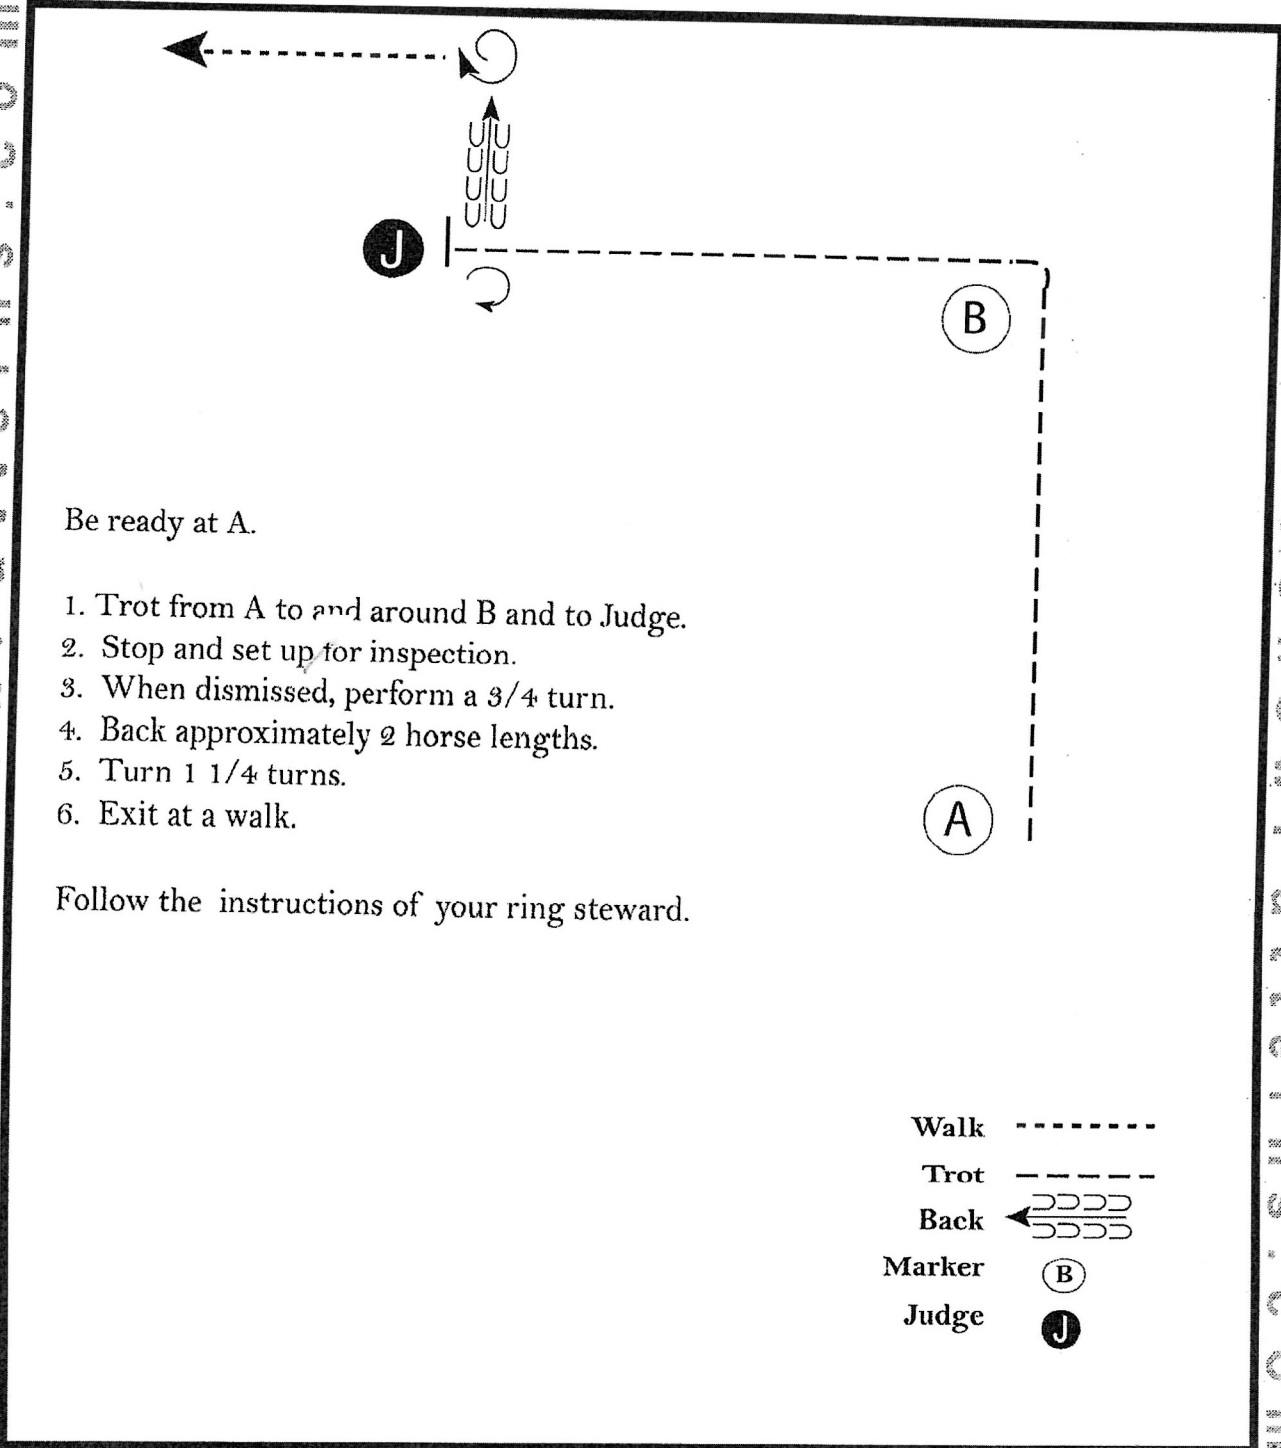 J
B
Be ready at A.
1. Trot from A to and around B and to Judge.
2. Stop and set up for inspection.
3. When dismissed, perform a 3/4 turn.
4. Back approximately 2 horse lengths.
5. Turn 1 1/4 turns.
A
6. Exit at a walk.
Follow the instructions of your ring steward.
Walk
Trot
Back
Marker B
Judge J